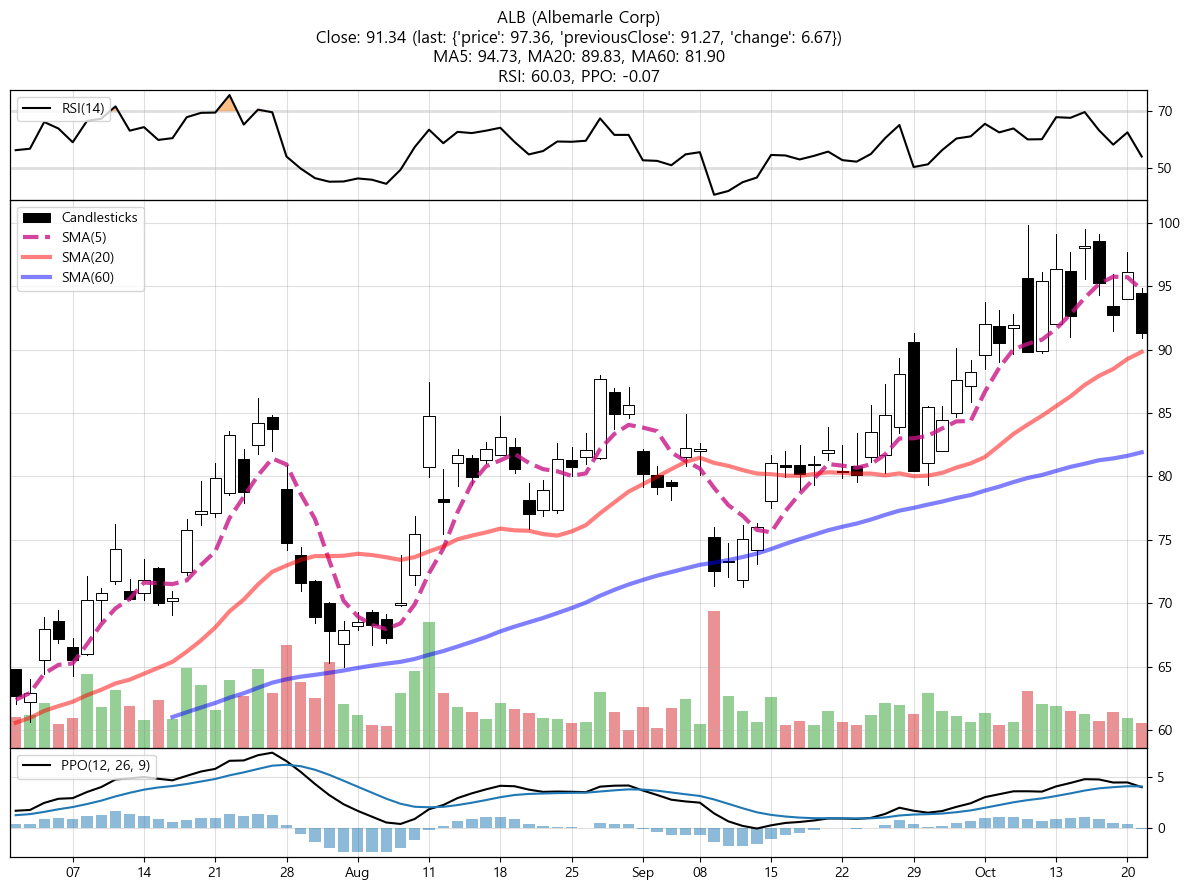 ALB (Albemarle Corp)
Close: 91.34 (last: {'price': 97.36, 'previousClose': 91.27, 'change': 6.67})
MA5: 94.73, MA20: 89.83, MA60: 81.90
RSI: 60.03, PPO: -0.07
RSI(14)
70
50
Candlesticks
SMA(5)
SMA(20)
SMA(60)
100
95
90
85
80
75
70
65
60
PPO(12, 26, 9)
5
0
07
14
21
28
Aug
11
18
25
Sep
08
15
22
29
Oct
13
20